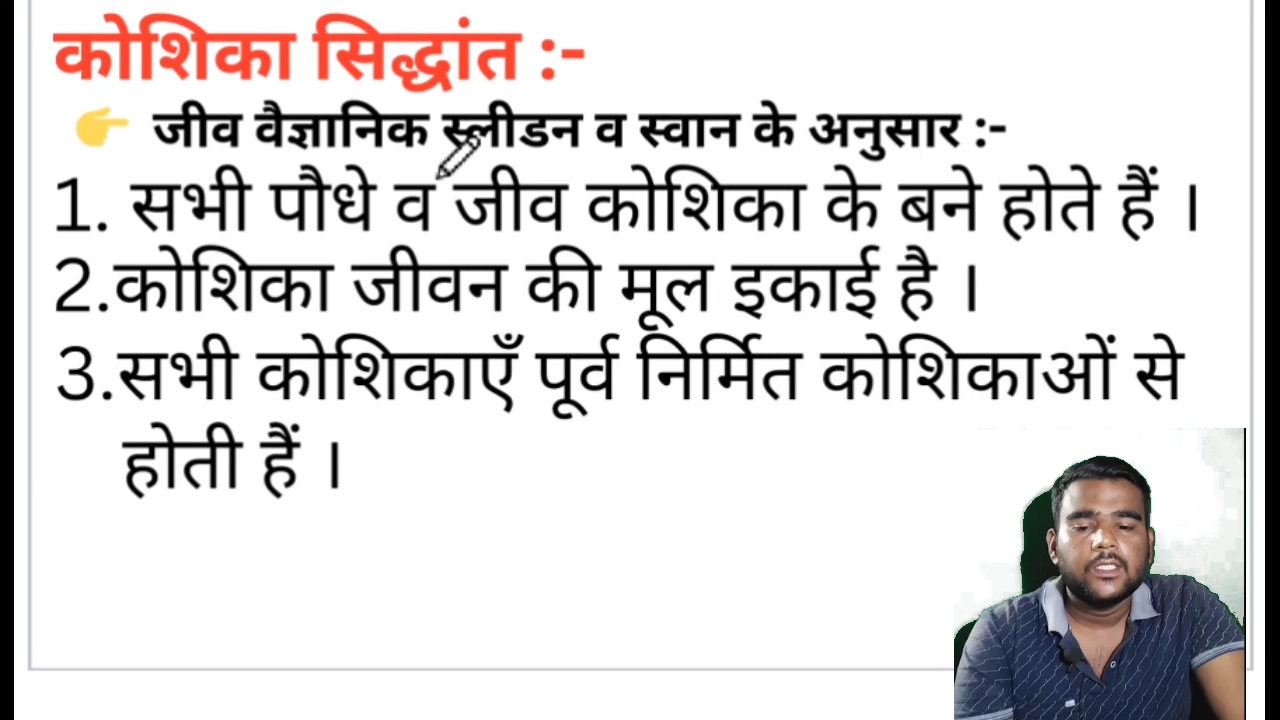 कोशिका सिद्धांत :-
👉 जीव वैज्ञानिक स्लीडन व स्वान के अनुसार :-
1. सभी पौधे व जीव कोशिका के बने होते हैं ।
2.कोशिका जीवन की मूल इकाई है ।
3.सभी कोशिकाएँ पूर्व निर्मित कोशिकाओं से
होती हैं ।